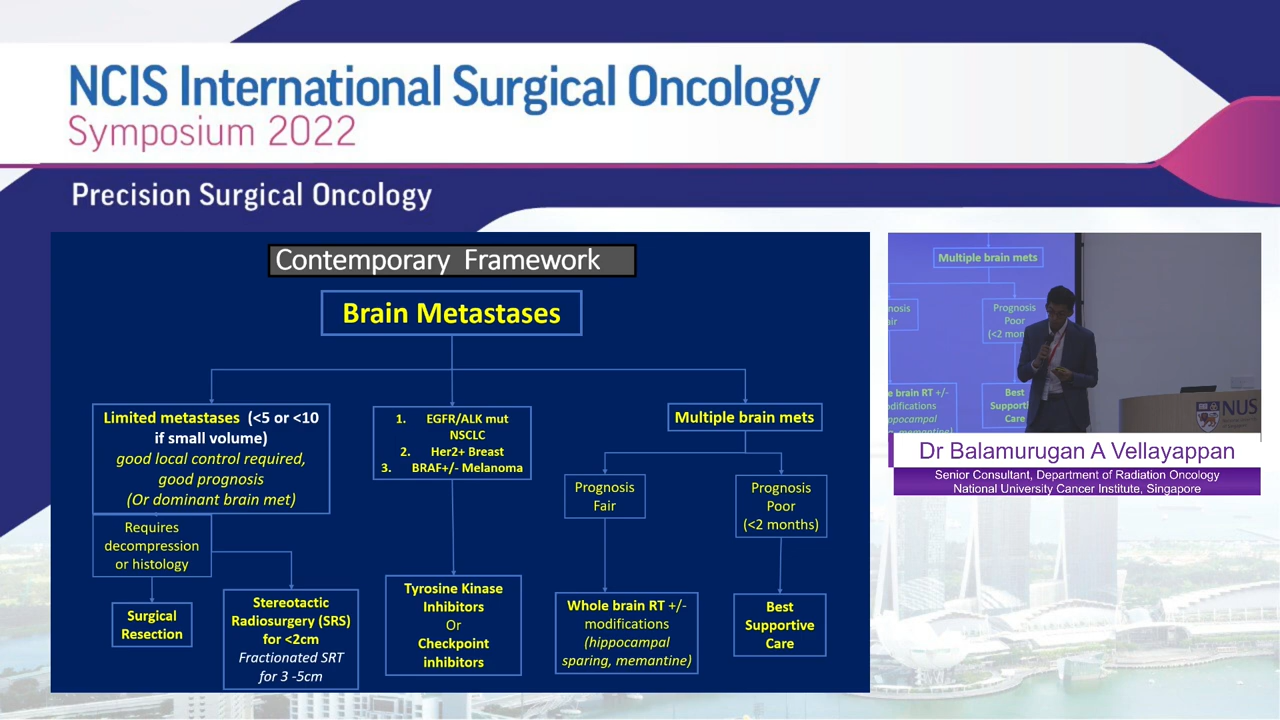 NCIS International Surgical Oncology
Symposium 2022
Precision Surgical Oncology
Contemporary Framework
Brain Metastases
Limited metastases (<5 or <10
if small volume)
good local control required,
good prognosis
(Or dominant brain met)
Requires
decompression
or histology
Surgical
Resection
Stereotactic
Radiosurgery (SRS)
for <2cm
Fractionated SRT
for 3 -5cm
1. EGFR/ALK mut
NSCLC
2. Her2+ Breast
3. BRAF+/- Melanoma
Tyrosine Kinase
Inhibitors
Or
Checkpoint
inhibitors
Multiple brain mets
Prognosis
Fair
Whole brain RT +/-
modifications
(hippocampal
sparing, memantine)
Prognosis
Poor
(<2 months)
Best
Supportive
Care
Multiple brain mets
nosis
air
Prognosis
Poor
(<2 mon
e brain RT +/-
difications
ppocampal
Best
Support
Care
NUS
Dr Balamurugan A Vellayappan
Senior Consultant, Department of Radiation Oncology
National University Cancer Institute, Singapore